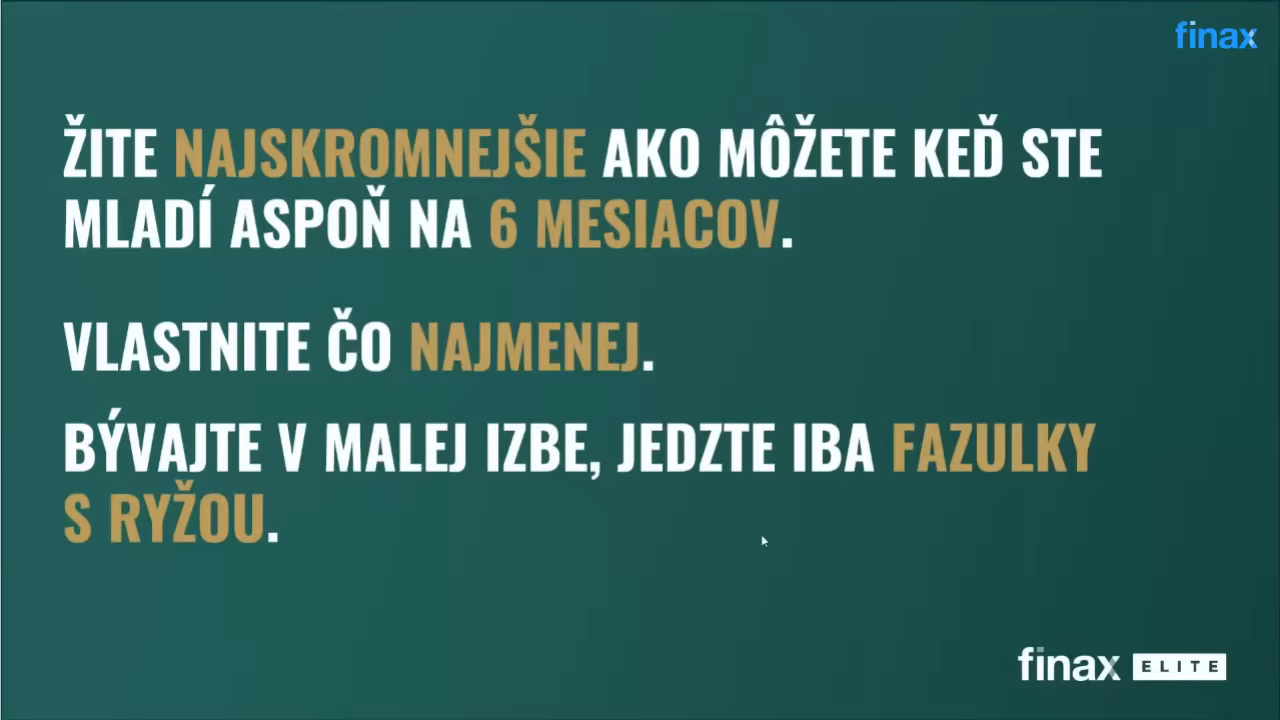 finax
ŽITE NAJSKROMNEJŠIE AKO MÔŽETE KEĎ STE
MLADÍ ASPOŇ NA 6 MESIACOV.
VLASTNITE ČO NAJMENEJ.
BÝVAJTE V MALEJ IZBE, JEDZTE IBA FAZULKY
S RYŽOU.
finax ELITE